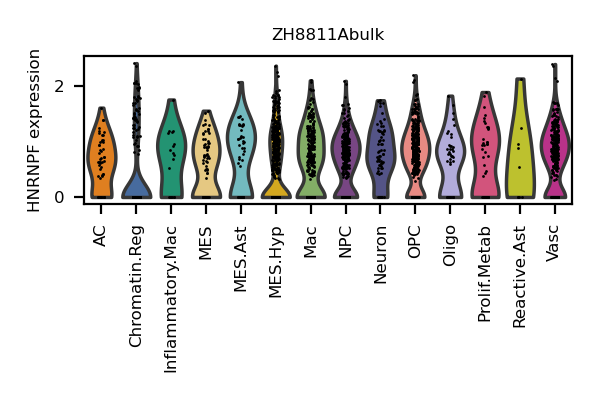 ZH8811Abulk
HNRNPF expression
2
0
AC
Chromatin.Reg
Inflammatory.Mac
MES
MES.Ast
MES.Hyp
Mac
NPC
Neuron
OPC
Oligo
Prolif.Metab
Reactive.Ast
Vasc